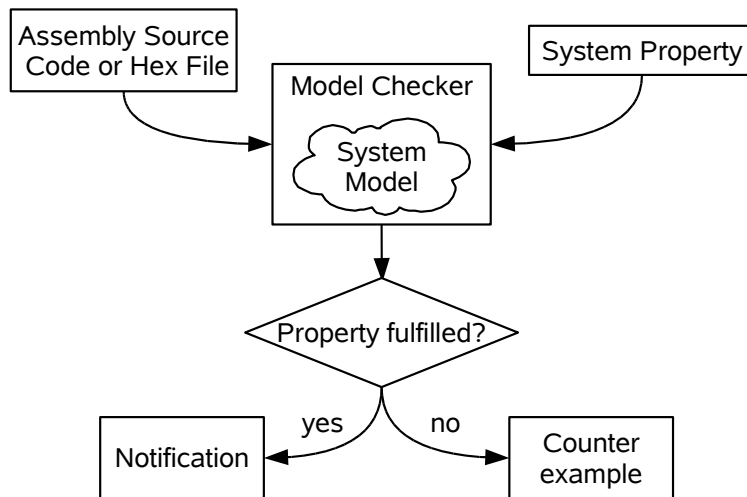 Assembly Source
Code or Hex File
System Property
Model Checker
System
Model
Property fulfilled?
yes
no
Notification
Counter
example